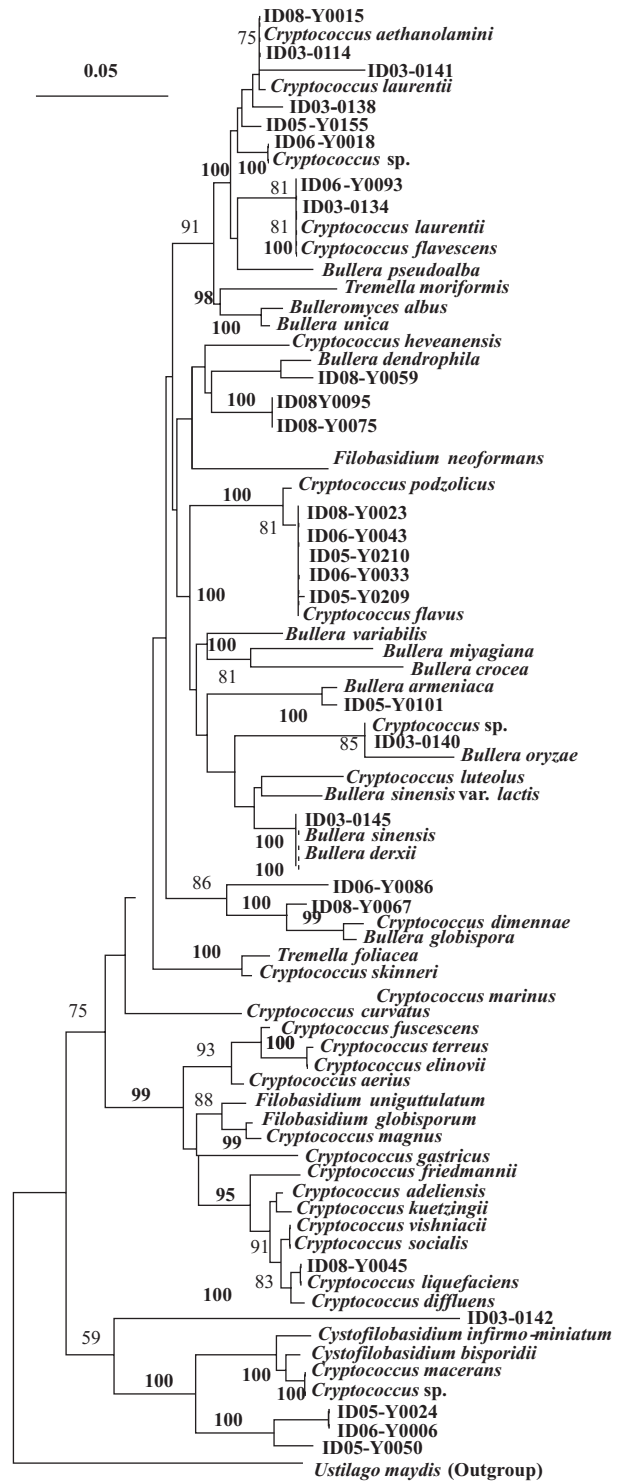 ID08-Y0015
75
Cryptococcus aethanolamini
ID03-0114
0.05
ID03-0141
Cryptococcus laurentii
ID03-0138
ID05-Y0155
ID06-Y0018
100
100
Cryptococcus sp.
81
ID06-Y0093
ID03-0134
91
81
Cryptococcus laurentii
100
Cryptococcus flavescens
Bullera pseudoalba
98
Tremella moriformis
Bulleromyces albus
100
Bullera unica
Cryptococcus heveanensis
Bullera dendrophila
ID08-Y0059
100
ID08Y0095
ID08-Y0075
Filobasidium neoformans
Cryptococcus podzolicus
100
ID08-Y0023
81
ID06-Y0043
ID05-Y0210
ID06-Y0033
100
ID05-Y0209
Cryptococcus flavus
Bullera variabilis
100
Bullera miyagiana
81
Bullera crocea
Bullera armeniaca
100
ID05-Y0101
Cryptococcus sp.
85
ID03-0140
Bullera oryzae
Cryptococcus luteolus
Bullera sinensis var. lactis
ID03-0145
100
Bullera sinensis
Bullera derxii
100
86
ID06-Y0086
100
ID08-Y0067
99
Cryptococcus dimennae
Bullera globispora
100
Tremella foliacea
Cryptococcus skinneri
Cryptococcus marinus
75
Cryptococcus curvatus
Cryptococcus fuscescens
93
100
Cryptococcus terreus
Cryptococcus elinovii
Cryptococcus aerius
99
88
Filobasidium uniguttulatum
Filobasidium globisporum
99
Cryptococcus magnus
Cryptococcus gastricus
Cryptococcus friedmannii
95
Cryptococcus adeliensis
Cryptococcus kuetzingii
Cryptococcus vishniacii
91
Cryptococcus socialis
ID08-Y0045
83
Cryptococcus liquefaciens
100
Cryptococcus diffluens
ID03-0142
59
Cystofilobasidium infirmo-miniatum
Cystofilobasidium bisporidii
100
Cryptococcus macerans
100
100
Cryptococcus sp.
ID05-Y0024
100
ID06-Y0006
ID05-Y0050
Ustilago maydis (Outgroup)